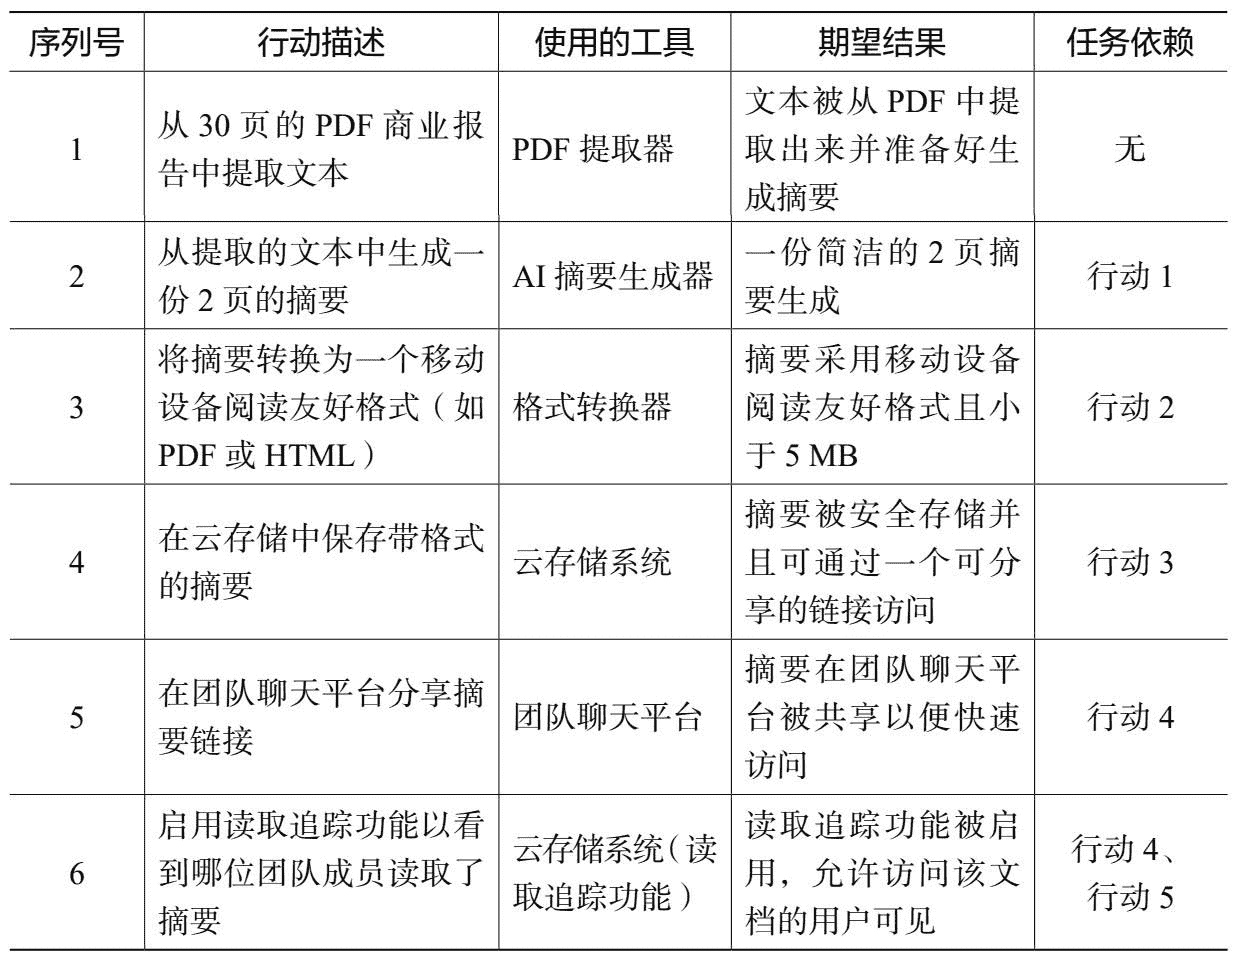 序列号 行动描述 使用的工具 期望结果 任务依赖
1
从 30 页的 PDF 商业报
告中提取文本
PDF 提取器
文本被从 PDF 中提
取出来并准备好生
成摘要
无
2
从提取的文本中生成一
份 2 页的摘要
AI 摘要生成器
一份简洁的 2 页摘
要生成
行动 1
3
将摘要转换为一个移动
设备阅读友好格式（如
PDF 或 HTML）
格式转换器
摘要采用移动设备
阅读友好格式且小
于 5 MB
行动 2
4
在云存储中保存带格式
的摘要
云存储系统
摘要被安全存储并
且可通过一个可分
享的链接访问
行动 3
5
在团队聊天平台分享摘
要链接
团队聊天平台
摘要在团队聊天平
台被共享以便快速
访问
行动 4
6
启用读取追踪功能以看
到哪位团队成员读取了
摘要
云存储系统（读
取追踪功能）
读取追踪功能被启
用，允许访问该文
档的用户可见
行动 4、
行动 5